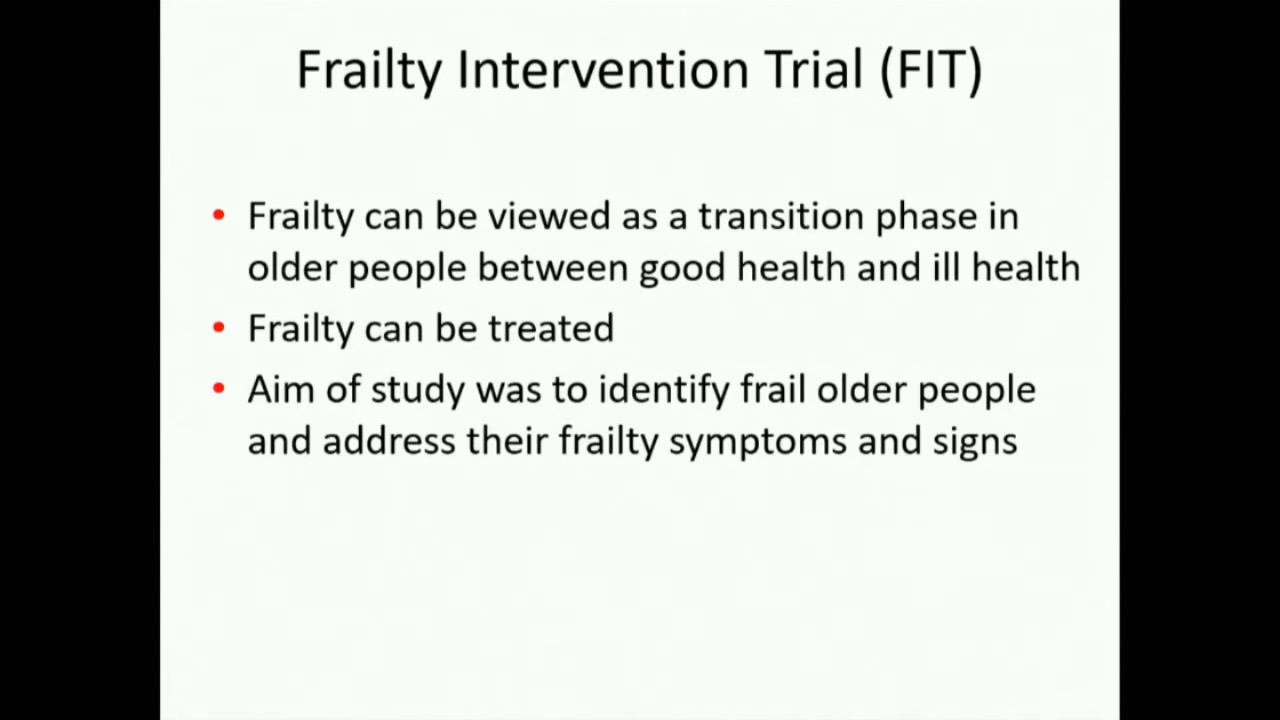 Frailty Intervention Trial (FIT)
• Frailty can be viewed as a transition phase in
older people between good health and ill health
• Frailty can be treated
• Aim of study was to identify frail older people
and address their frailty symptoms and signs